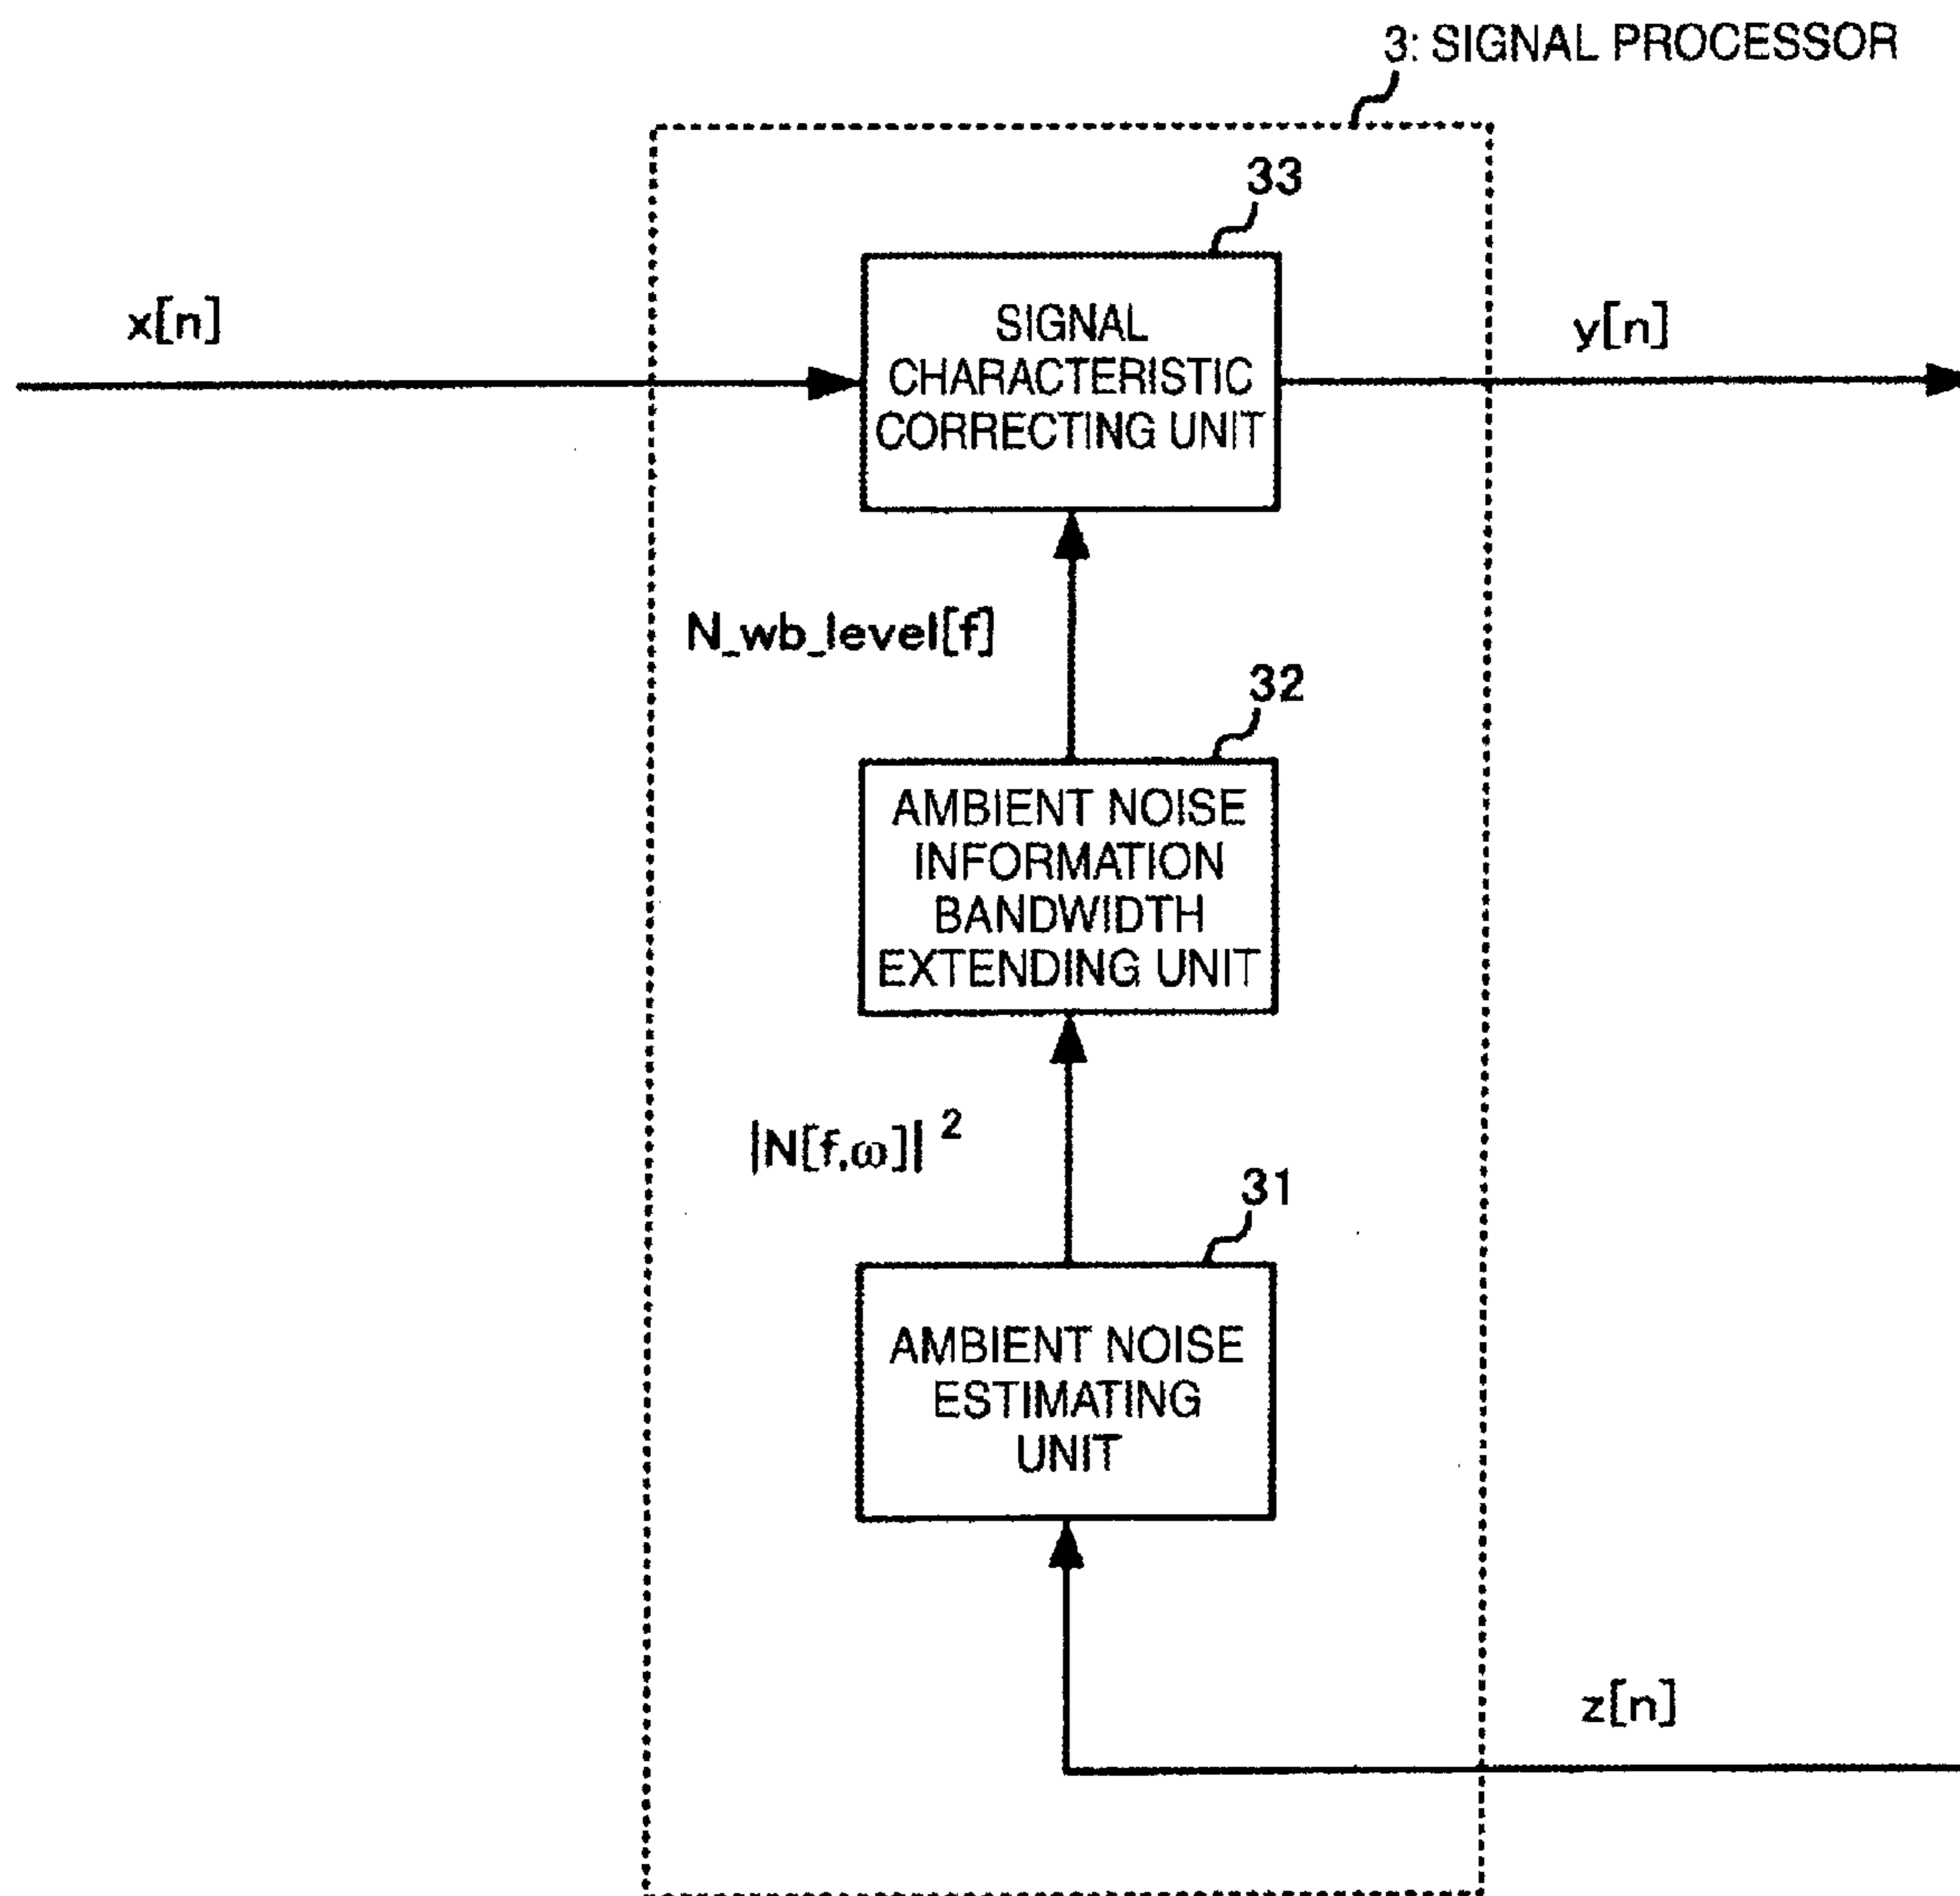 3: SIGNAL PROCESSOR
33
x[n]
SIGNAL
CHARACTERISTIC
CORRECTING UNIT
y[n]
N_wb_level[f]
32
AMBIENT NOISE
INFORMATION
BANDWIDTH
EXTENDING UNIT
|N[f,ω]| 2
31
AMBIENT NOISE
ESTIMATING
UNIT
z[n]